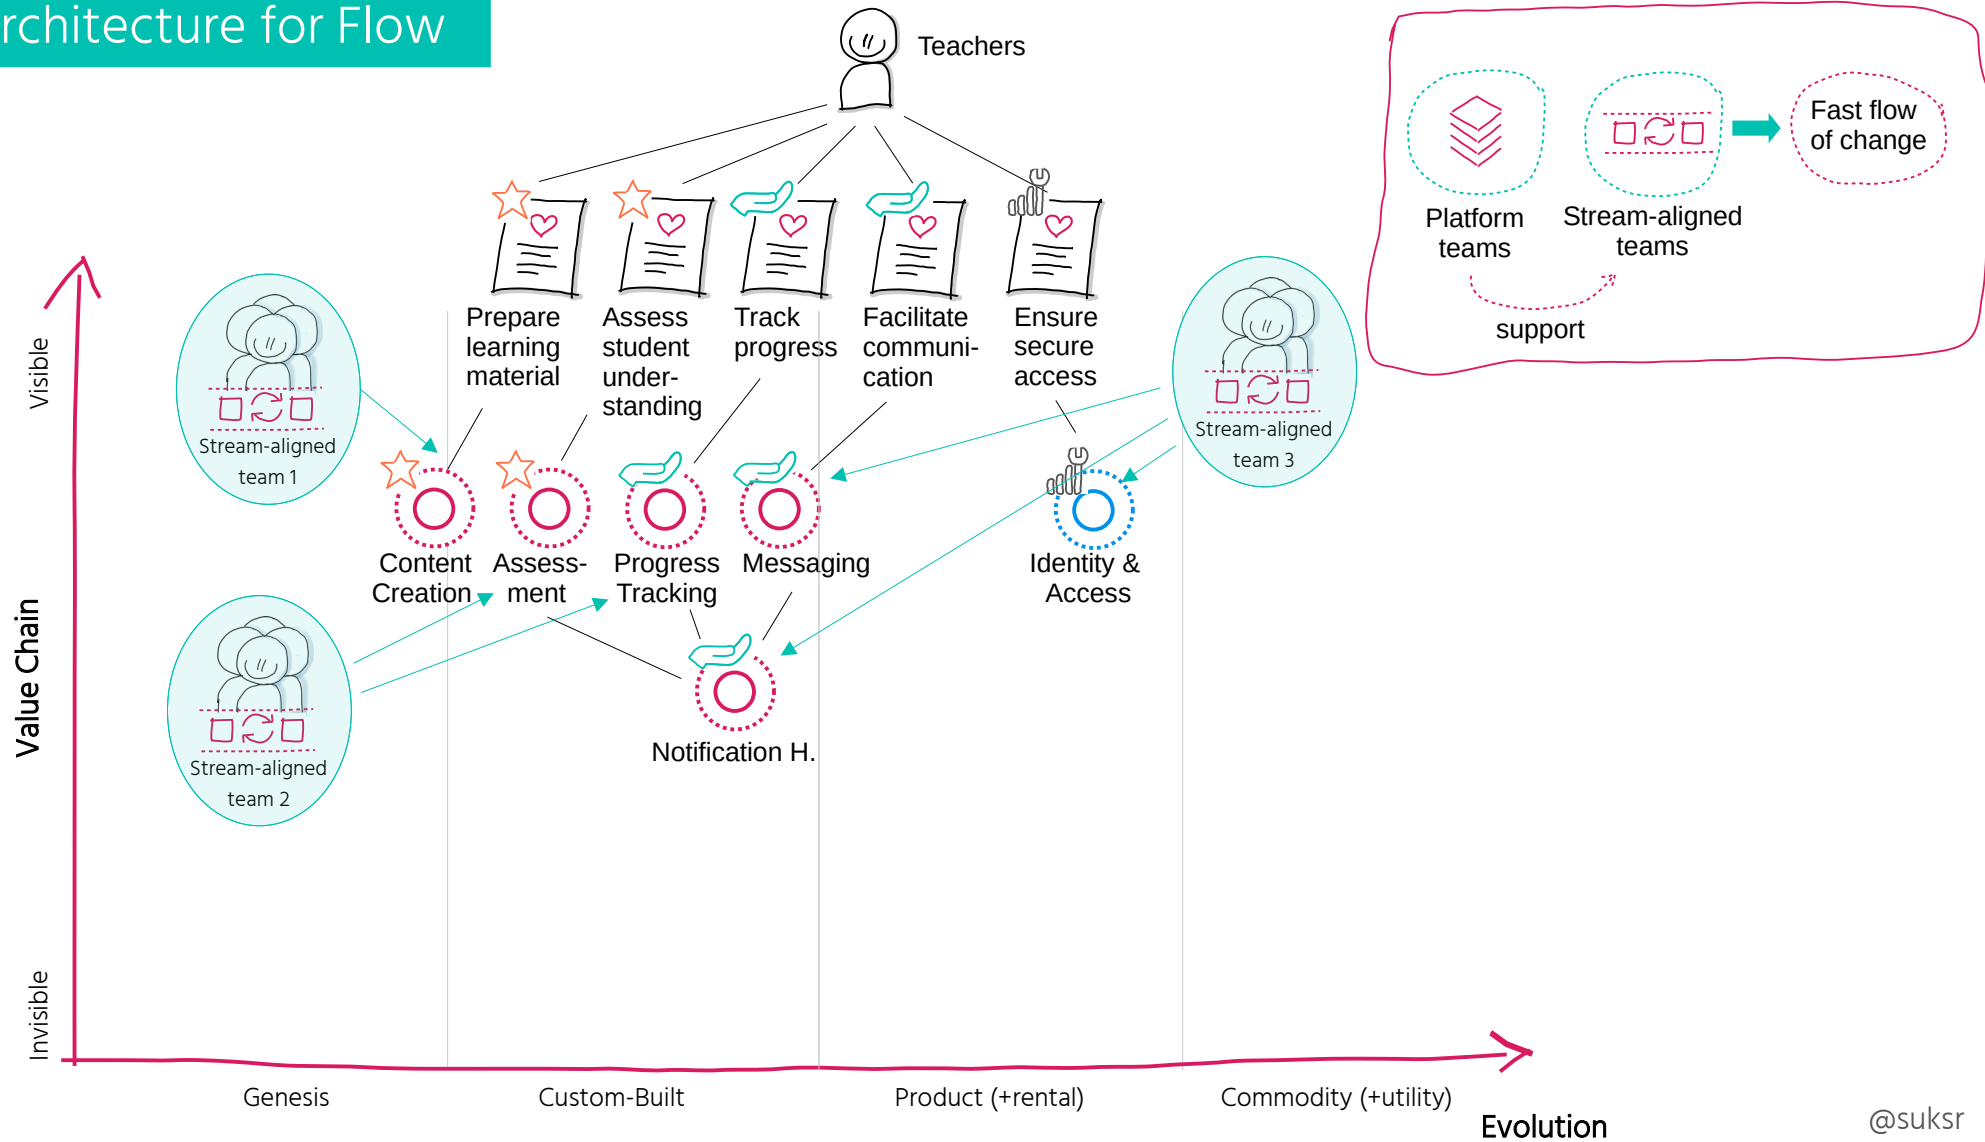 rchitecture for Flow
Teachers
Fast flow
of change
Platform
teams
Stream-aligned
teams
support
Prepare
learning
material
Assess
student
under-
standing
Track
progress
Facilitate
communi-
cation
Ensure
secure
access
Visible
Value Chain
Invisible
Stream-aligned
team 1
Stream-aligned
team 3
Content
Creation
Assess-
ment
Progress
Tracking
Messaging
Identity &
Access
Stream-aligned
team 2
Notification H.
Genesis
Custom-Built
Product (+rental)
Commodity (+utility)
Evolution
@suksr